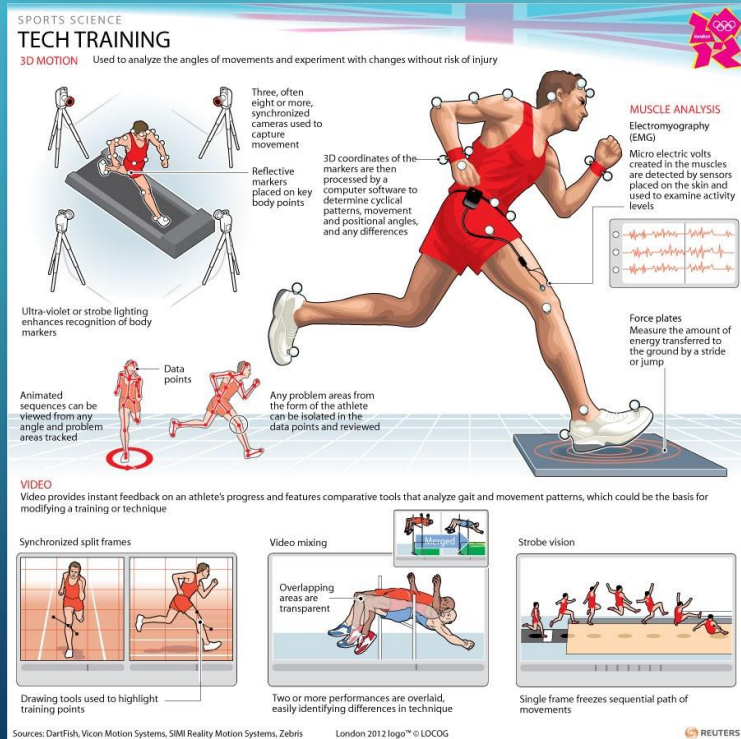 SPORTS SCIENCE
TECH TRAINING
3D MOTION
Used to analyze the angles of movements and experiment with changes without risk of injury
london
Three, often
eight or more,
synchronized
cameras used to
capture
movement
Reflective
markers
placed on key
body points
Ultra-violet or strobe lighting
enhances recognition of body
markers
3D coordinates of the
markers are then
processed by a
computer software to
determine cyclical
patterns, movement
and positional angles,
and any differences
MUSCLE ANALYSIS
Electromyography
(EMG)
Micro electric volts
created in the muscles
are detected by sensors
placed on the skin and
used to examine activity
levels
Force plates
Measure the amount of
energy transferred to
the ground by a stride
or jump
Data
points
Animated
sequences can be
viewed from any
angle and problem
areas tracked
Any problem areas from
the form of the athlete
can be isolated in the
data points and reviewed
VIDEO
Video provides instant feedback on an athlete's progress and features comparative tools that analyze gait and movement patterns, which could be the basis for
modifying a training or technique
Synchronized split frames
Drawing tools used to highlight
training points
Video mixing
Merged
Overlapping
areas are
transparent
Two or more performances are overlaid,
easily identifying differences in technique
Strobe vision
Single frame freezes sequential path of
movements
Sources: DartFish, Vicon Motion Systems, SIMI Reality Motion Systems, Zebris
London 2012 logo™ © LOCOG
REUTERS